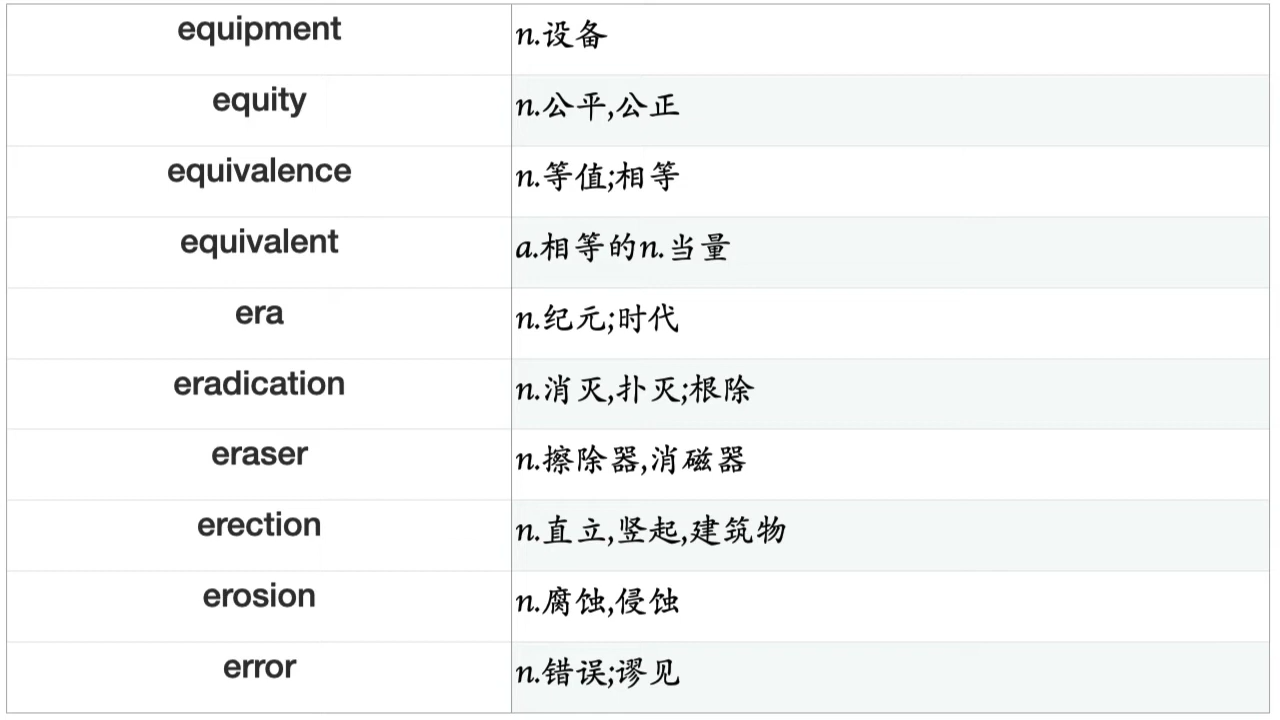 equipment n.设备
equity n.公平,公正
equivalence n.等值;相等
equivalent a.相等的n.当量
era n.纪元;时代
eradication n.消灭,扑灭;根除
eraser n.擦除器,消磁器
erection n.直立,竖起,建筑物
erosion n.腐蚀,侵蚀
error n.错误;谬见